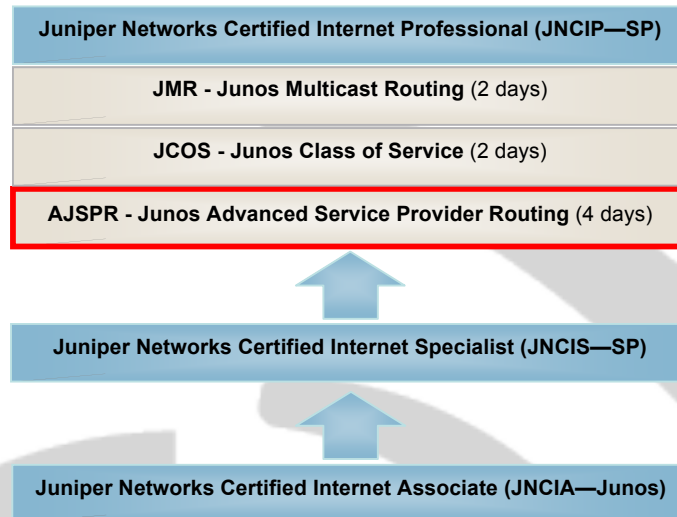 Juniper Networks Certified Internet Professional (JNCIP—SP)
JMR - Junos Multicast Routing (2 days)
JCOS - Junos Class of Service (2 days)
AJSPR - Junos Advanced Service Provider Routing (4 days)
Juniper Networks Certified Internet Specialist (JNCIS—SP)
Juniper Networks Certified Internet Associate (JNCIA—Junos)